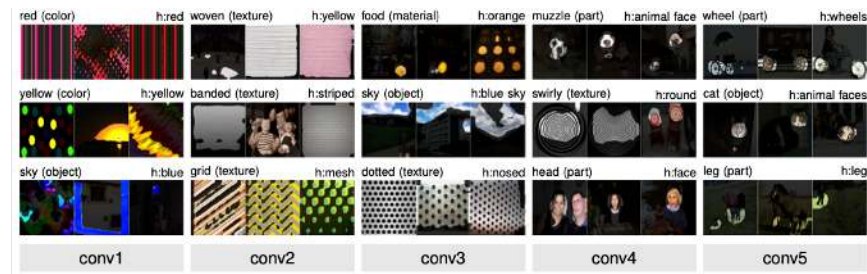 red (color) h:red
woven (texture) h:yellow
food (material) h:orange
muzzle (part) h:animal face
wheel (part) h:wheels
yellow (color) h:yellow
banded (texture) h:striped
sky (object) h:blue sky
swirly (texture) h:round
cat (object) h:animal faces
sky (object) h:blue
grid (texture) h:mesh
dotted (texture) h:nosed
head (part) h:face
leg (part) h:leg
conv1 conv2 conv3 conv4 conv5